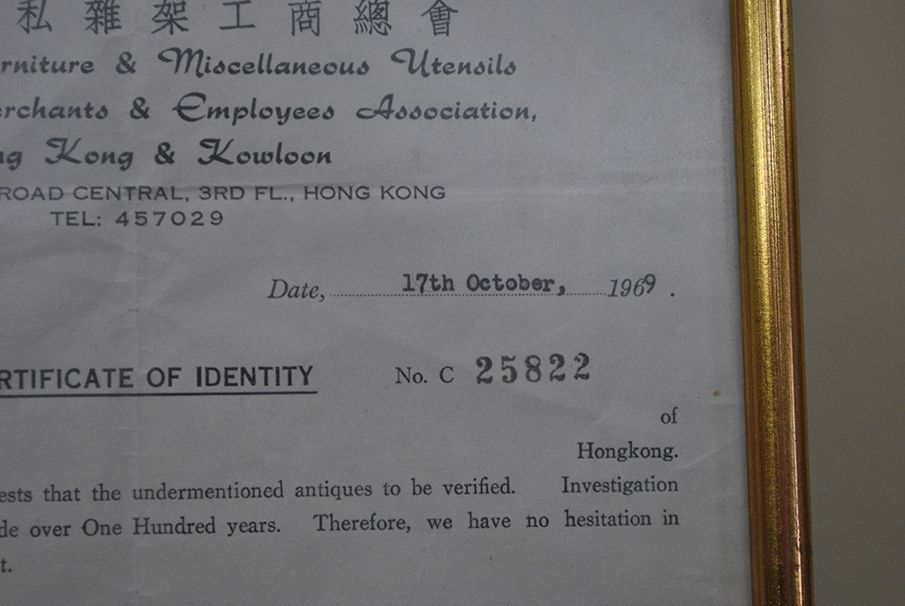 私雜架工商總會
rniture & Miscellaneous Utensils
erchants & Employees Association,
ng Kong & Kowloon
ROAD CENTRAL, 3RD FL., HONG KONG
TEL: 457029
Date, 17th October, 1969 .
RTIFICATE OF IDENTITY No. C 25822
of
Hongkong.
ests that the undermentioned antiques to be verified. Investigation
de over One Hundred years. Therefore, we have no hesitation in
t.